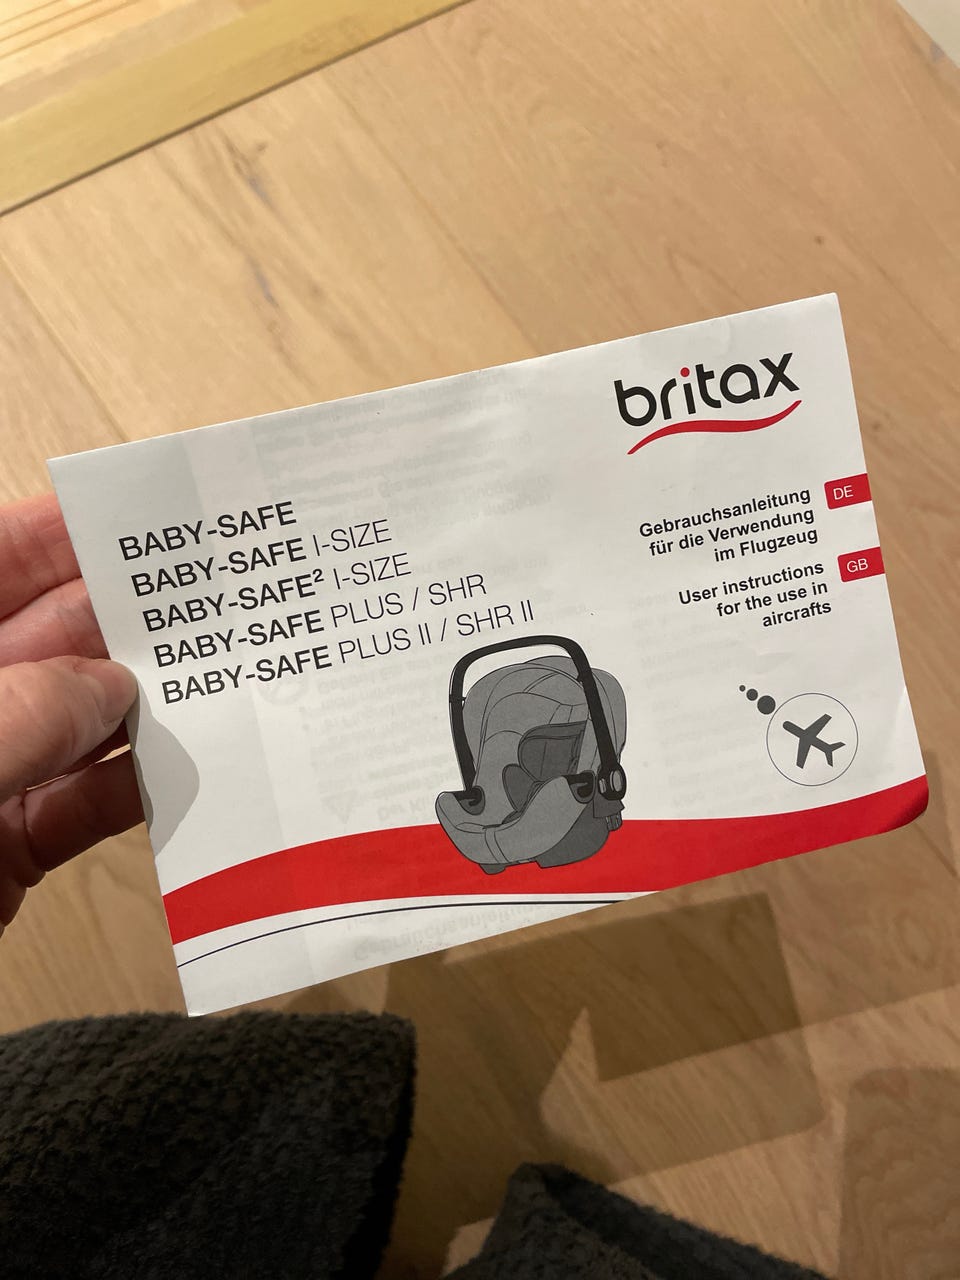 britax
BABY-SAFE
BABY-SAFE I-SIZE
BABY-SAFE² I-SIZE
BABY-SAFE PLUS / SHR
BABY-SAFE PLUS II / SHR II
DE
Gebrauchsanleitung
für die Verwendung
im Flugzeug
GB
User instructions
for the use in
aircrafts